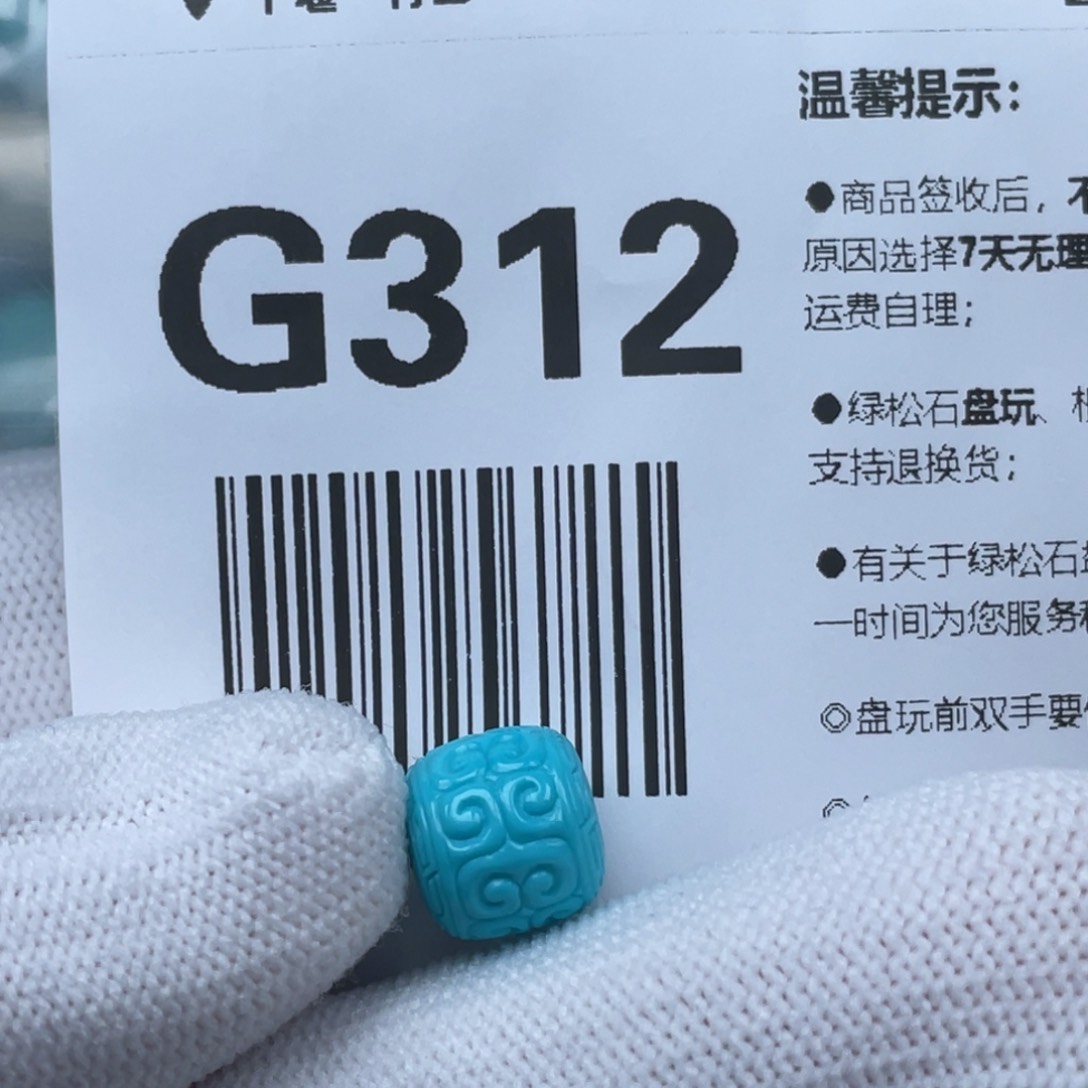 G312
温馨提示:
●商品签收后,
原因选择7天无理
运费自理;
●绿松石盘玩、
支持退换货;
●有关于绿松石
一时间为您服务
◎盘玩前双手要